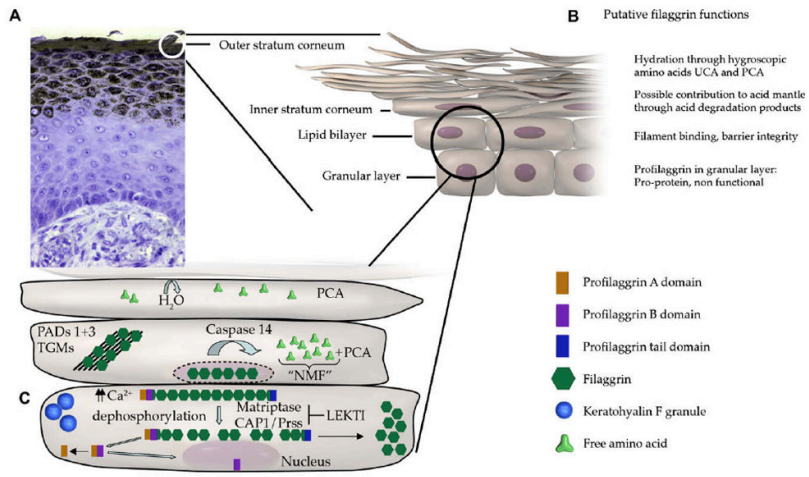 A
Outer stratum corneum
Inner stratum corneum
Lipid bilayer
Granular layer
B
Putative filaggrin functions
Hydration through hygroscopic
amino acids UCA and PCA
Possible contribution to acid mantle
through acid degradation products
Filament binding, barrier integrity
Profilaggrin in granular layer:
Pro-protein, non functional
H₂O
PCA
PADs 1+3
TGMs
Caspase 14
+PCA
"NMF"
C
Ca²⁺
dephosphorylation
Matriptase
CAP1/Prss
LEKTI
Nucleus
Profilaggrin A domain
Profilaggrin B domain
Profilaggrin tail domain
Filaggrin
Keratohyalin F granule
Free amino acid